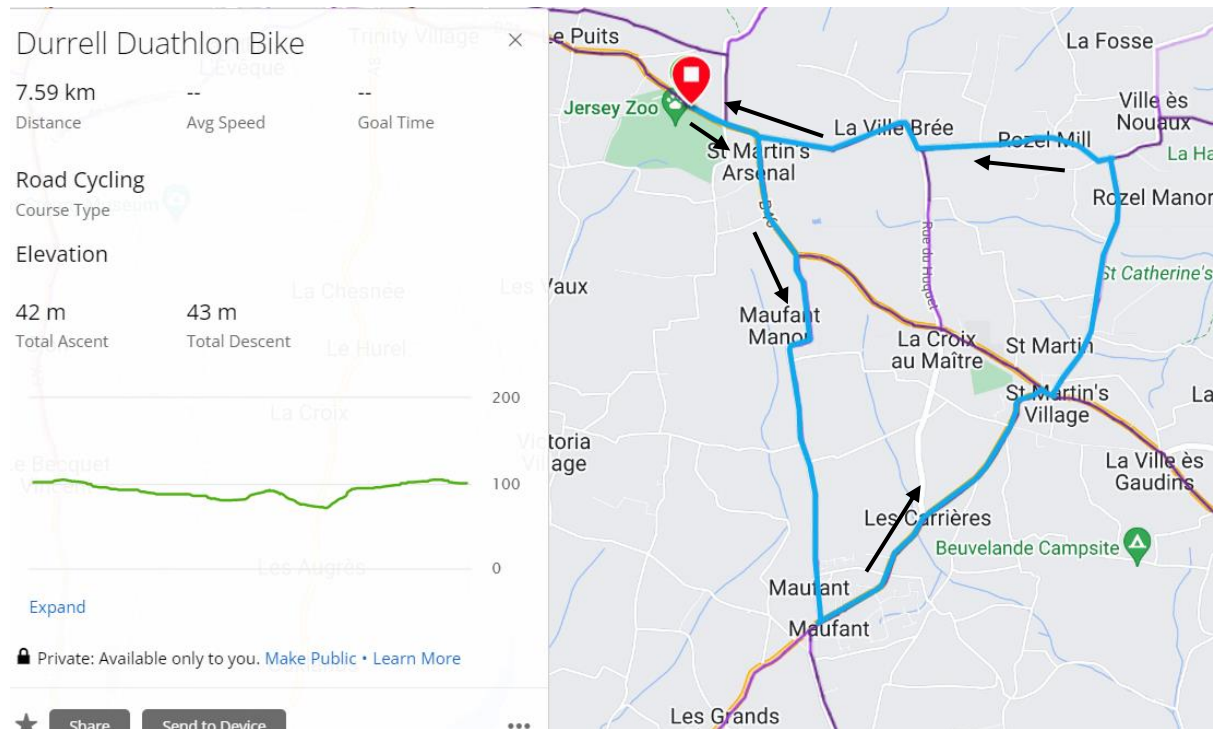 Durrell Duathlon Bike
×
7.59 km
--
--
Distance
Avg Speed
Goal Time
Road Cycling
Course Type
Elevation
42 m
43 m
Total Ascent
Total Descent
200
100
0
Expand
Private: Available only to you. Make Public • Learn More
Share
Send to Device
•••
Trinity Village
L'Evêque
La Chesnée
Le Hurel
La Croix
Les Augrès
Les Vaux
Victoria
Village
e Puits
La Fosse
Jersey Zoo
Ville ès
Nouaux
La Ville Brée
Rozel Mill
La Ha
St Martin's
Arsenal
Rozel Manor
B46
Rue du Huquet
St Catherine's
Maufant
Manor
La Croix
au Maître
St Martin
St Martin's
Village
La
La Ville ès
Gaudins
Les Carrières
Beuvelande Campsite
Maufant
Maufant
Les Grands